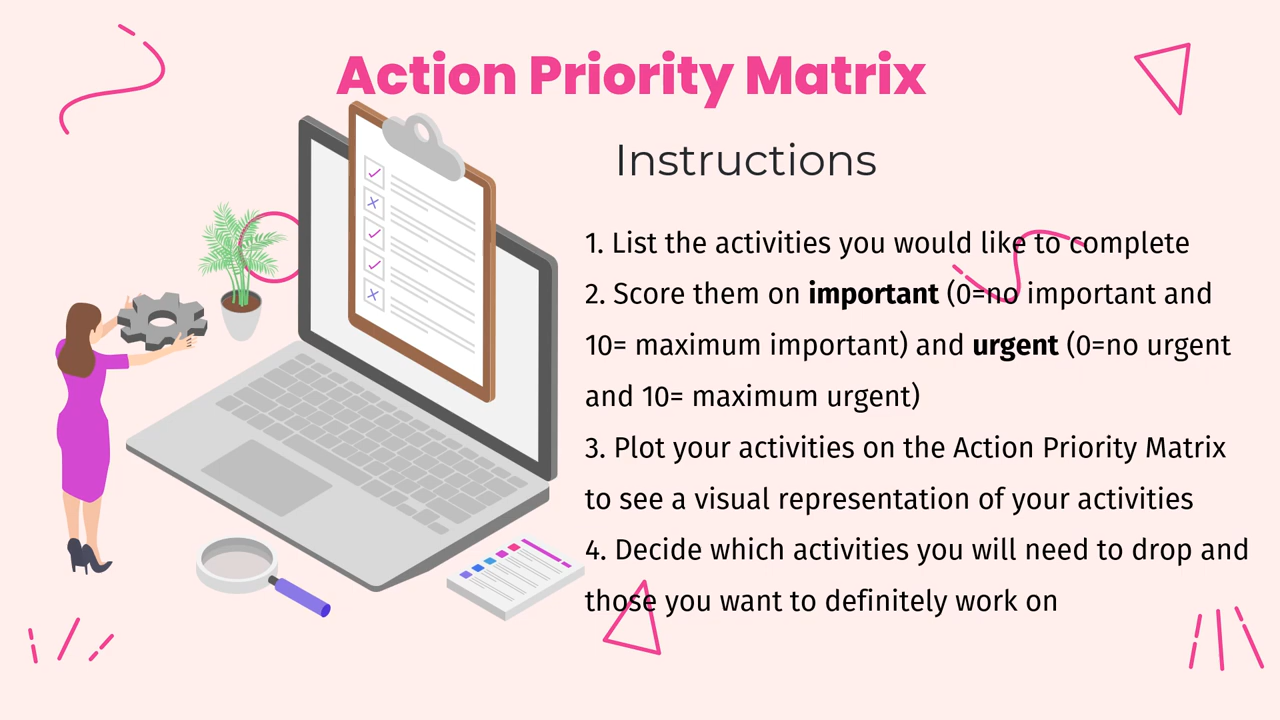 Action Priority Matrix
Instructions
1. List the activities you would like to complete
2. Score them on important (0=no important and
10= maximum important) and urgent (0=no urgent
and 10= maximum urgent)
3. Plot your activities on the Action Priority Matrix
to see a visual representation of your activities
4. Decide which activities you will need to drop and
those you want to definitely work on